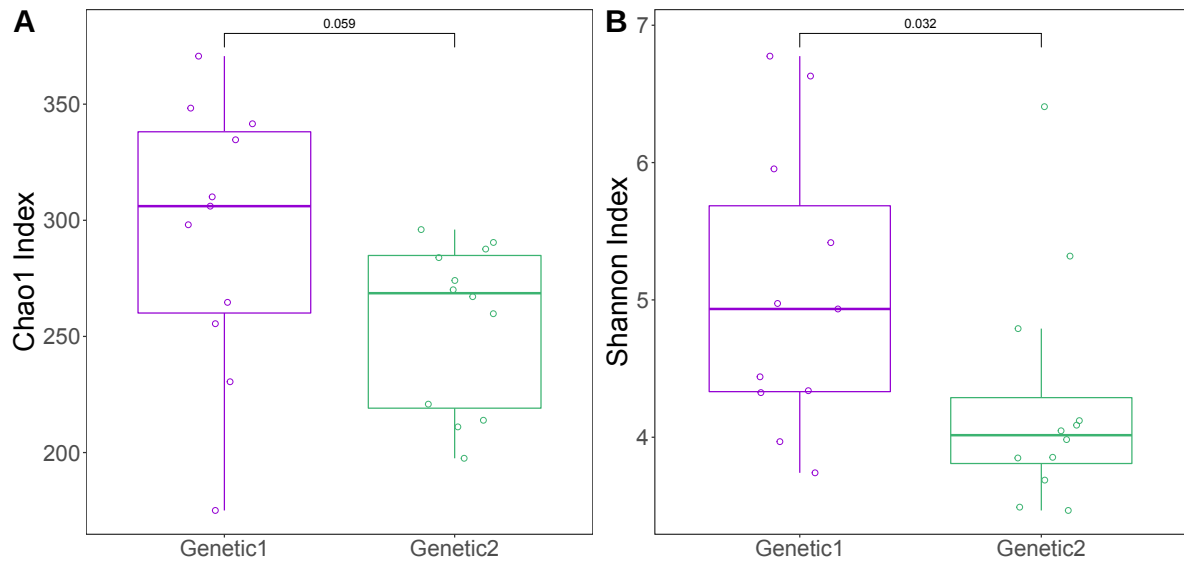 A
0.059
Chao1 Index
350
300
250
200
Genetic1
Genetic2
B
0.032
Shannon Index
7
6
5
4
Genetic1
Genetic2